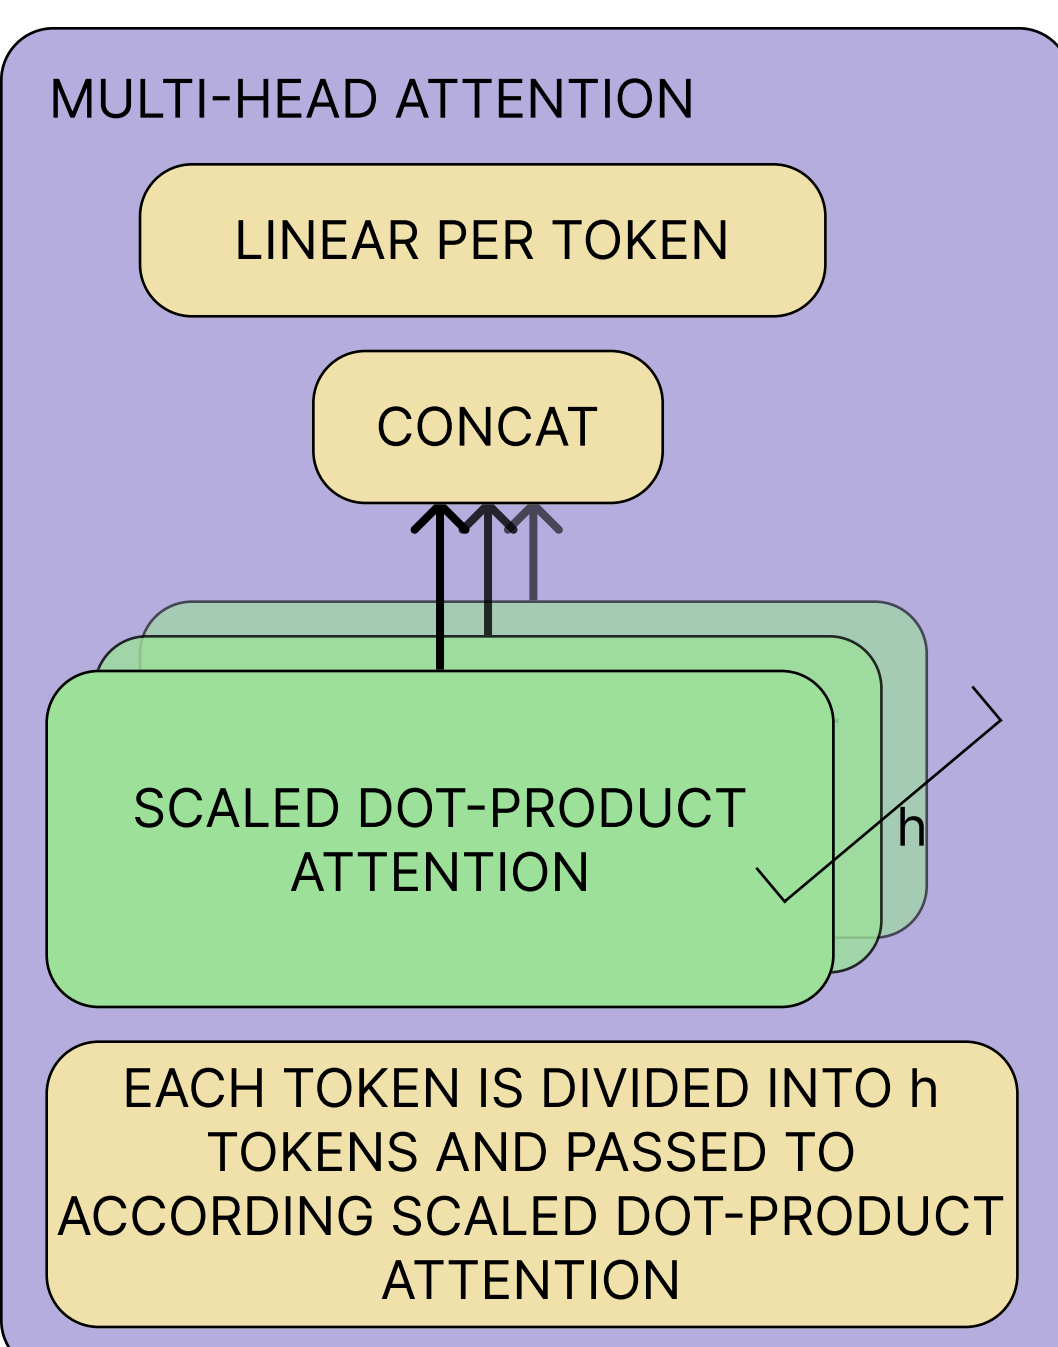 MULTI-HEAD ATTENTION
LINEAR PER TOKEN
CONCAT
SCALED DOT-PRODUCT
ATTENTION
h
EACH TOKEN IS DIVIDED INTO h
TOKENS AND PASSED TO
ACCORDING SCALED DOT-PRODUCT
ATTENTION